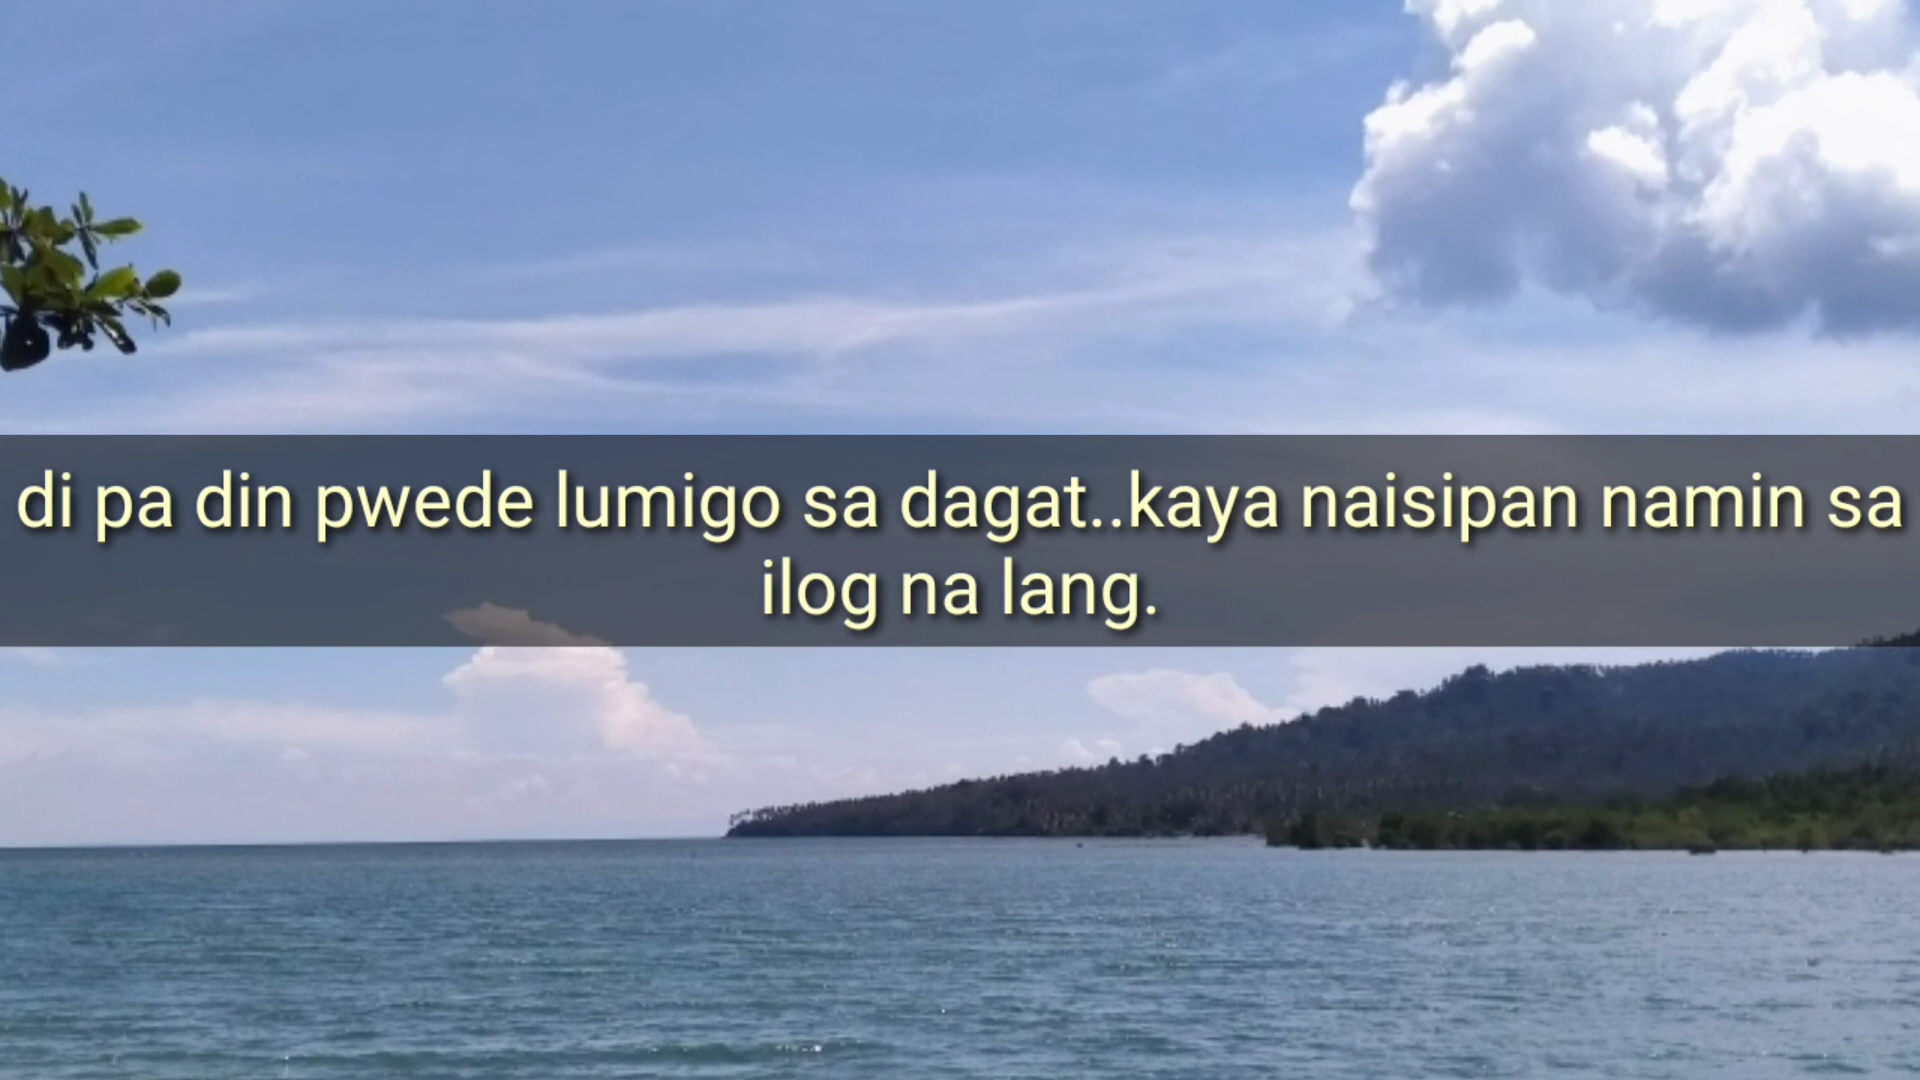 di pa din pwede lumigo sa dagat..kaya naisipan namin sa
ilog na lang.